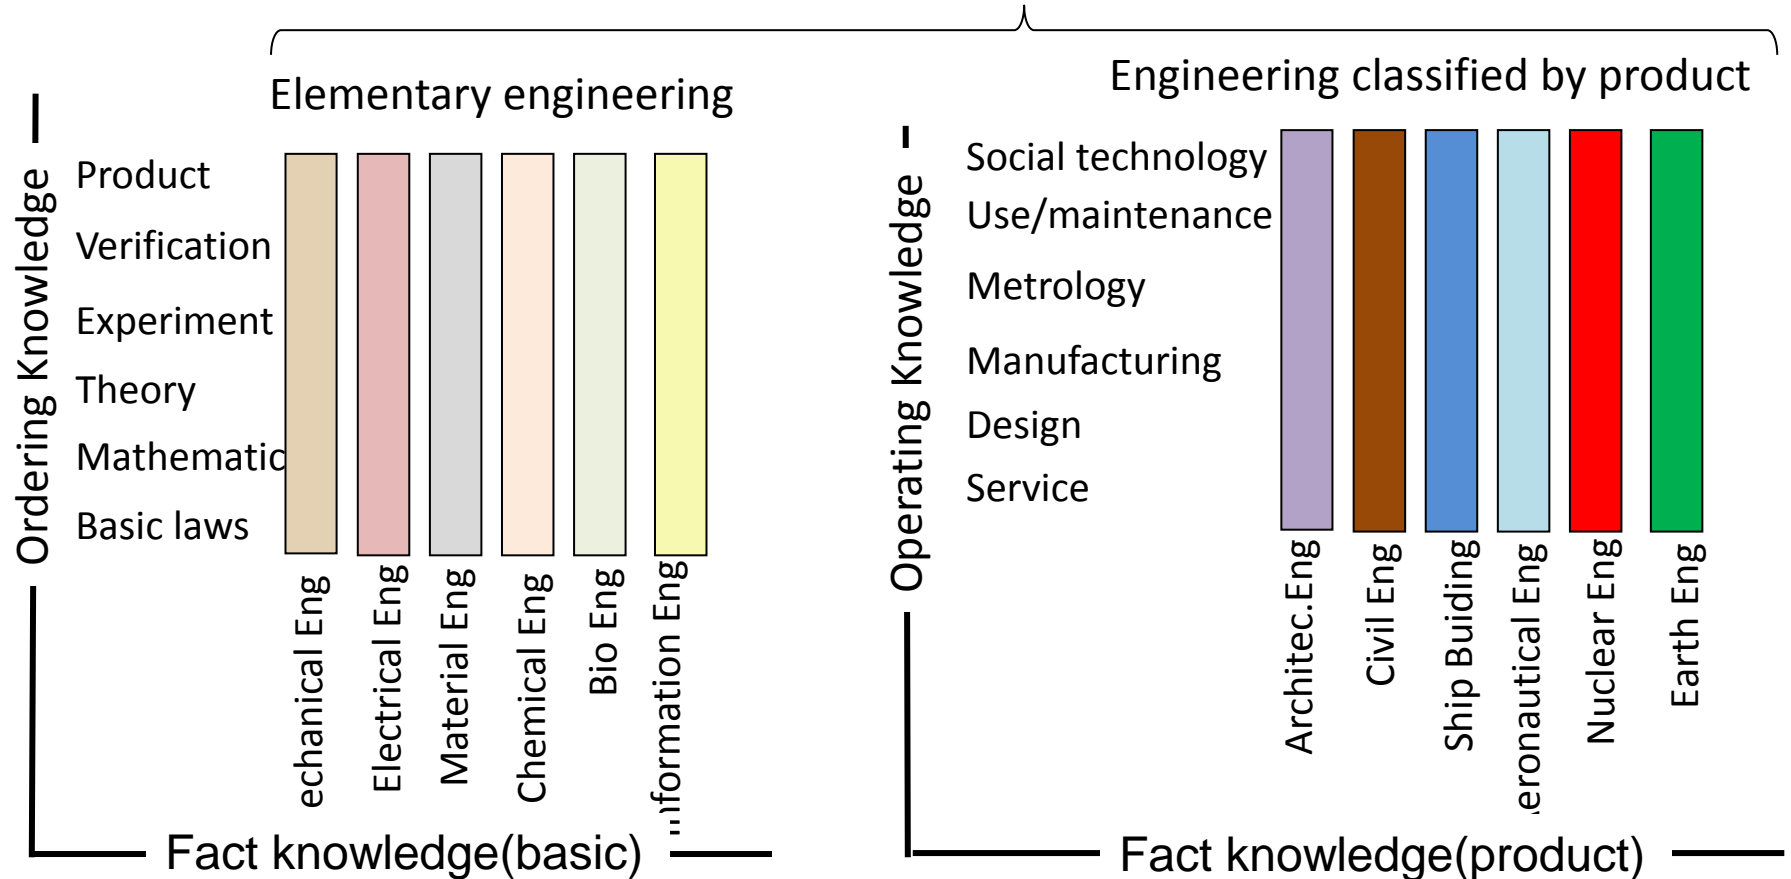 Elementary engineering
Engineering classified by product
Ordering Knowledge
Product
Verification
Experiment
Theory
Mathematic
Basic laws
echanical Eng
Electrical Eng
Material Eng
Chemical Eng
Bio Eng
nformation Eng
Fact knowledge(basic)
Operating Knowledge
Social technology
Use/maintenance
Metrology
Manufacturing
Design
Service
Architec.Eng
Civil Eng
Ship Buiding
eronautical Eng
Nuclear Eng
Earth Eng
Fact knowledge(product)